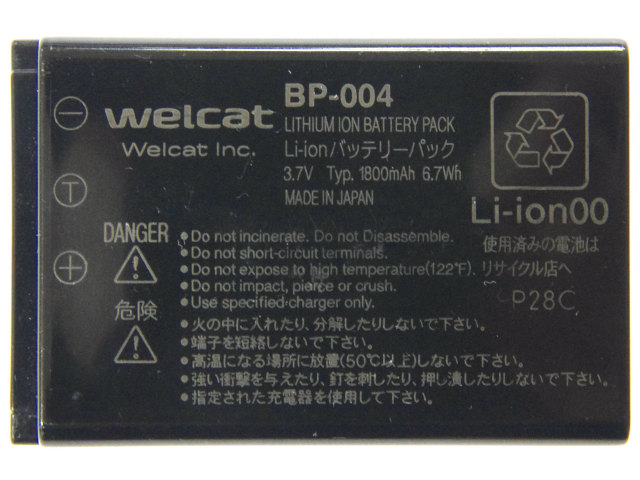 welcat
Welcat Inc.
BP-004
LITHIUM ION BATTERY PACK
Li-ionバッテリーパック
3.7V Typ. 1800mAh 6.7Wh
MADE IN JAPAN
Li-ion00
使用済みの電池は
リサイクル店へ
P28C
−
T
+
DANGER
危険
●Do not incinerate. Do not Disassemble.
●Do not short-circuit terminals.
●Do not expose to high temperature(122°F).
●Do not impact, pierce or crush.
●Use specified charger only.
●火の中に入れたり、分解したりしないで下さい。
●端子を短絡しないで下さい。
●高温になる場所に放置(50℃以上)しないで下さい。
●強い衝撃を与えたり、釘を刺したり、押し潰したりしないで下さい。
●指定された充電器を使用して下さい。